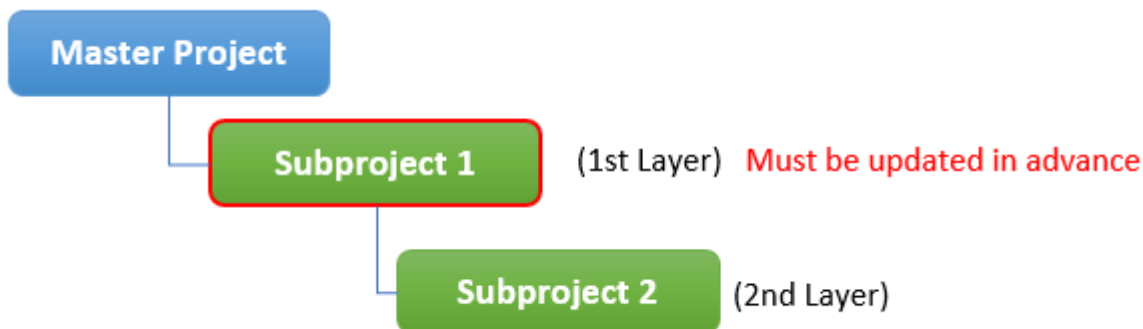 Master Project
Subproject 1 (1st Layer) Must be updated in advance
Subproject 2 (2nd Layer)